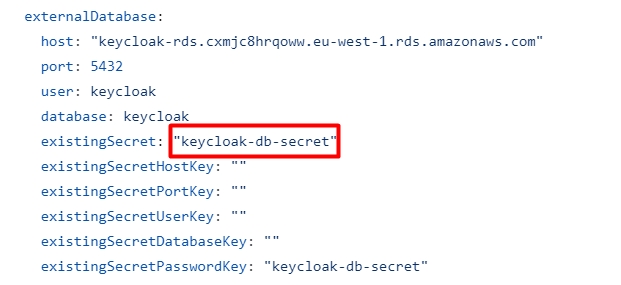 externalDatabase:
host: "keycloak-rds.cxmjc8hrqoww.eu-west-1.rds.amazonaws.com"
port: 5432
user: keycloak
database: keycloak
existingSecret: "keycloak-db-secret"
existingSecretHostKey: ""
existingSecretPortKey: ""
existingSecretUserKey: ""
existingSecretDatabaseKey: ""
existingSecretPasswordKey: "keycloak-db-secret"